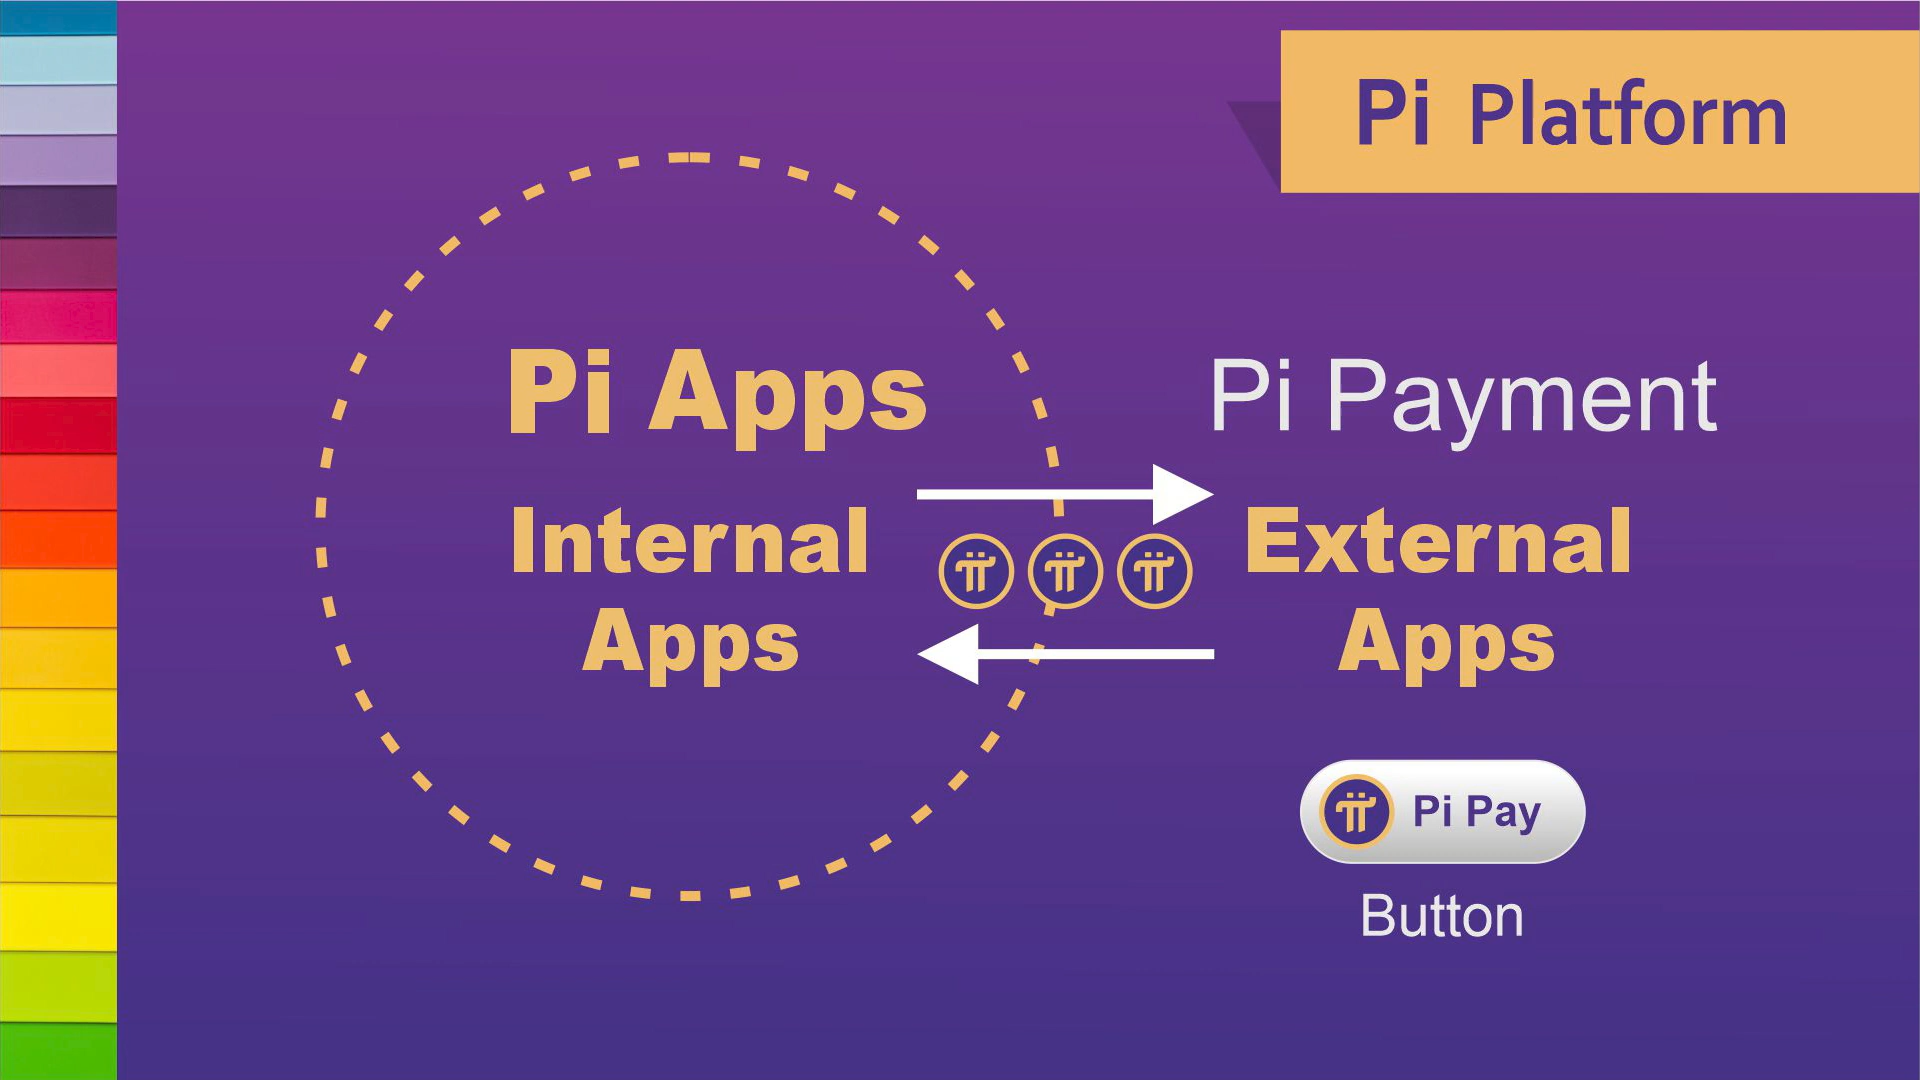 Pi Platform
Pi Apps
Pi Payment
Internal
Apps
External
Apps
Pi Pay
Button